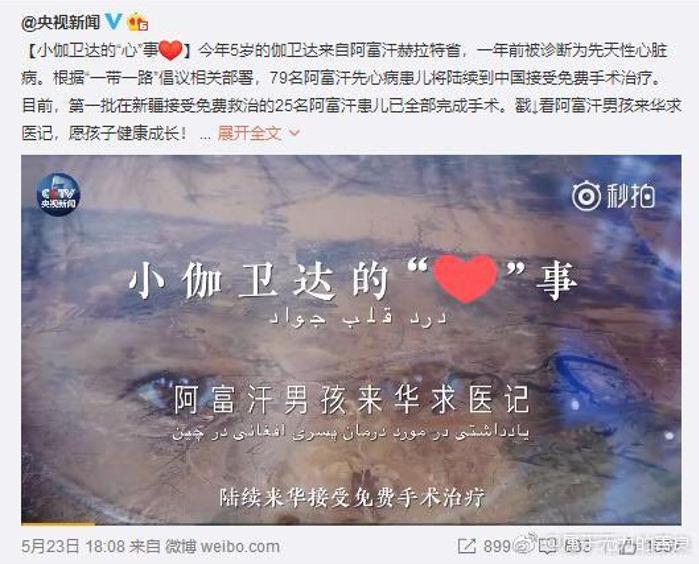 @央视新闻
【小伽卫达的“心”事❤】今年5岁的伽卫达来自阿富汗赫拉特省，一年前被诊断为先天性心脏
病。根据“一带一路”倡议相关部署，79名阿富汗先心病患儿将陆续到中国接受免费手术治疗。
目前，第一批在新疆接受免费救治的25名阿富汗患儿已全部完成手术。戳↓看阿富汗男孩来华求
医记，愿孩子健康成长！ ... 展开全文
CCTV
央视新闻
秒拍
小伽卫达的“❤”事
درد قلب جواد
阿富汗男孩来华求医记
یادداشتی در مورد درمان پسری افغانی در چین
陆续来华接受免费手术治疗
5月23日 18:08 来自 微博 weibo.com
899